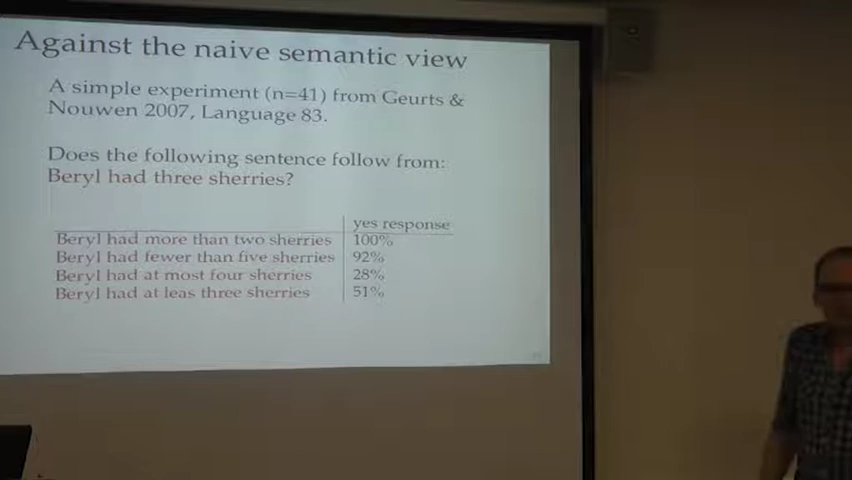 Against the naive semantic view
A simple experiment (n=41) from Geurts &
Nouwen 2007, Language 83.
Does the following sentence follow from:
Beryl had three sherries?
yes response
Beryl had more than two sherries 100%
Beryl had fewer than five sherries 92%
Beryl had at most four sherries 28%
Beryl had at leas three sherries 51%